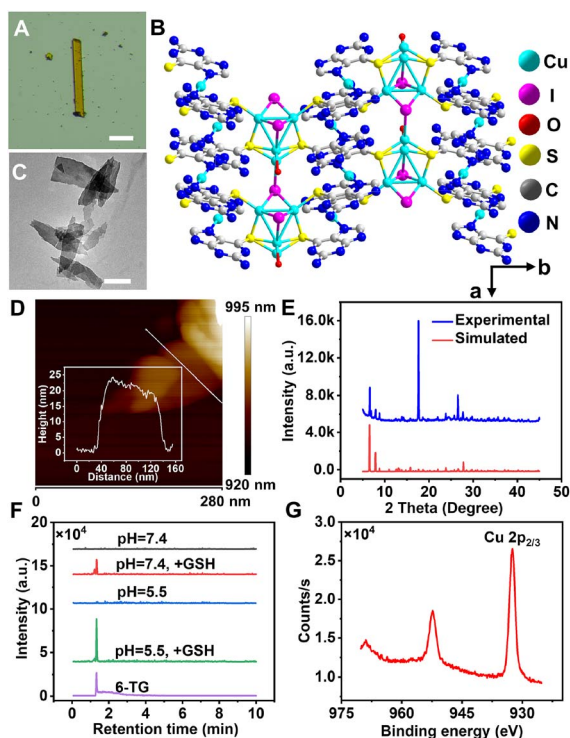 A
B
Cu
I
O
S
C
N
b
a
C
D
995 nm
920 nm
280 nm
0
Height (nm)
25
20
15
10
5
0
0 40 80 120 160
Distance (nm)
E
Intensity (a.u.)
16.0k
12.0k
8.0k
4.0k
0.0
Experimental
Simulated
0 10 20 30 40 50
2 Theta (Degree)
F
×10⁴
Intensity (a.u.)
20
15
10
5
0
pH=7.4
pH=7.4, +GSH
pH=5.5
pH=5.5, +GSH
6-TG
0 2 4 6 8 10
Retention time (min)
G
×10⁴
Cu 2p₂/₃
Counts/s
3.0
2.5
2.0
1.5
1.0
0.5
975 960 945 930
Binding energy (eV)